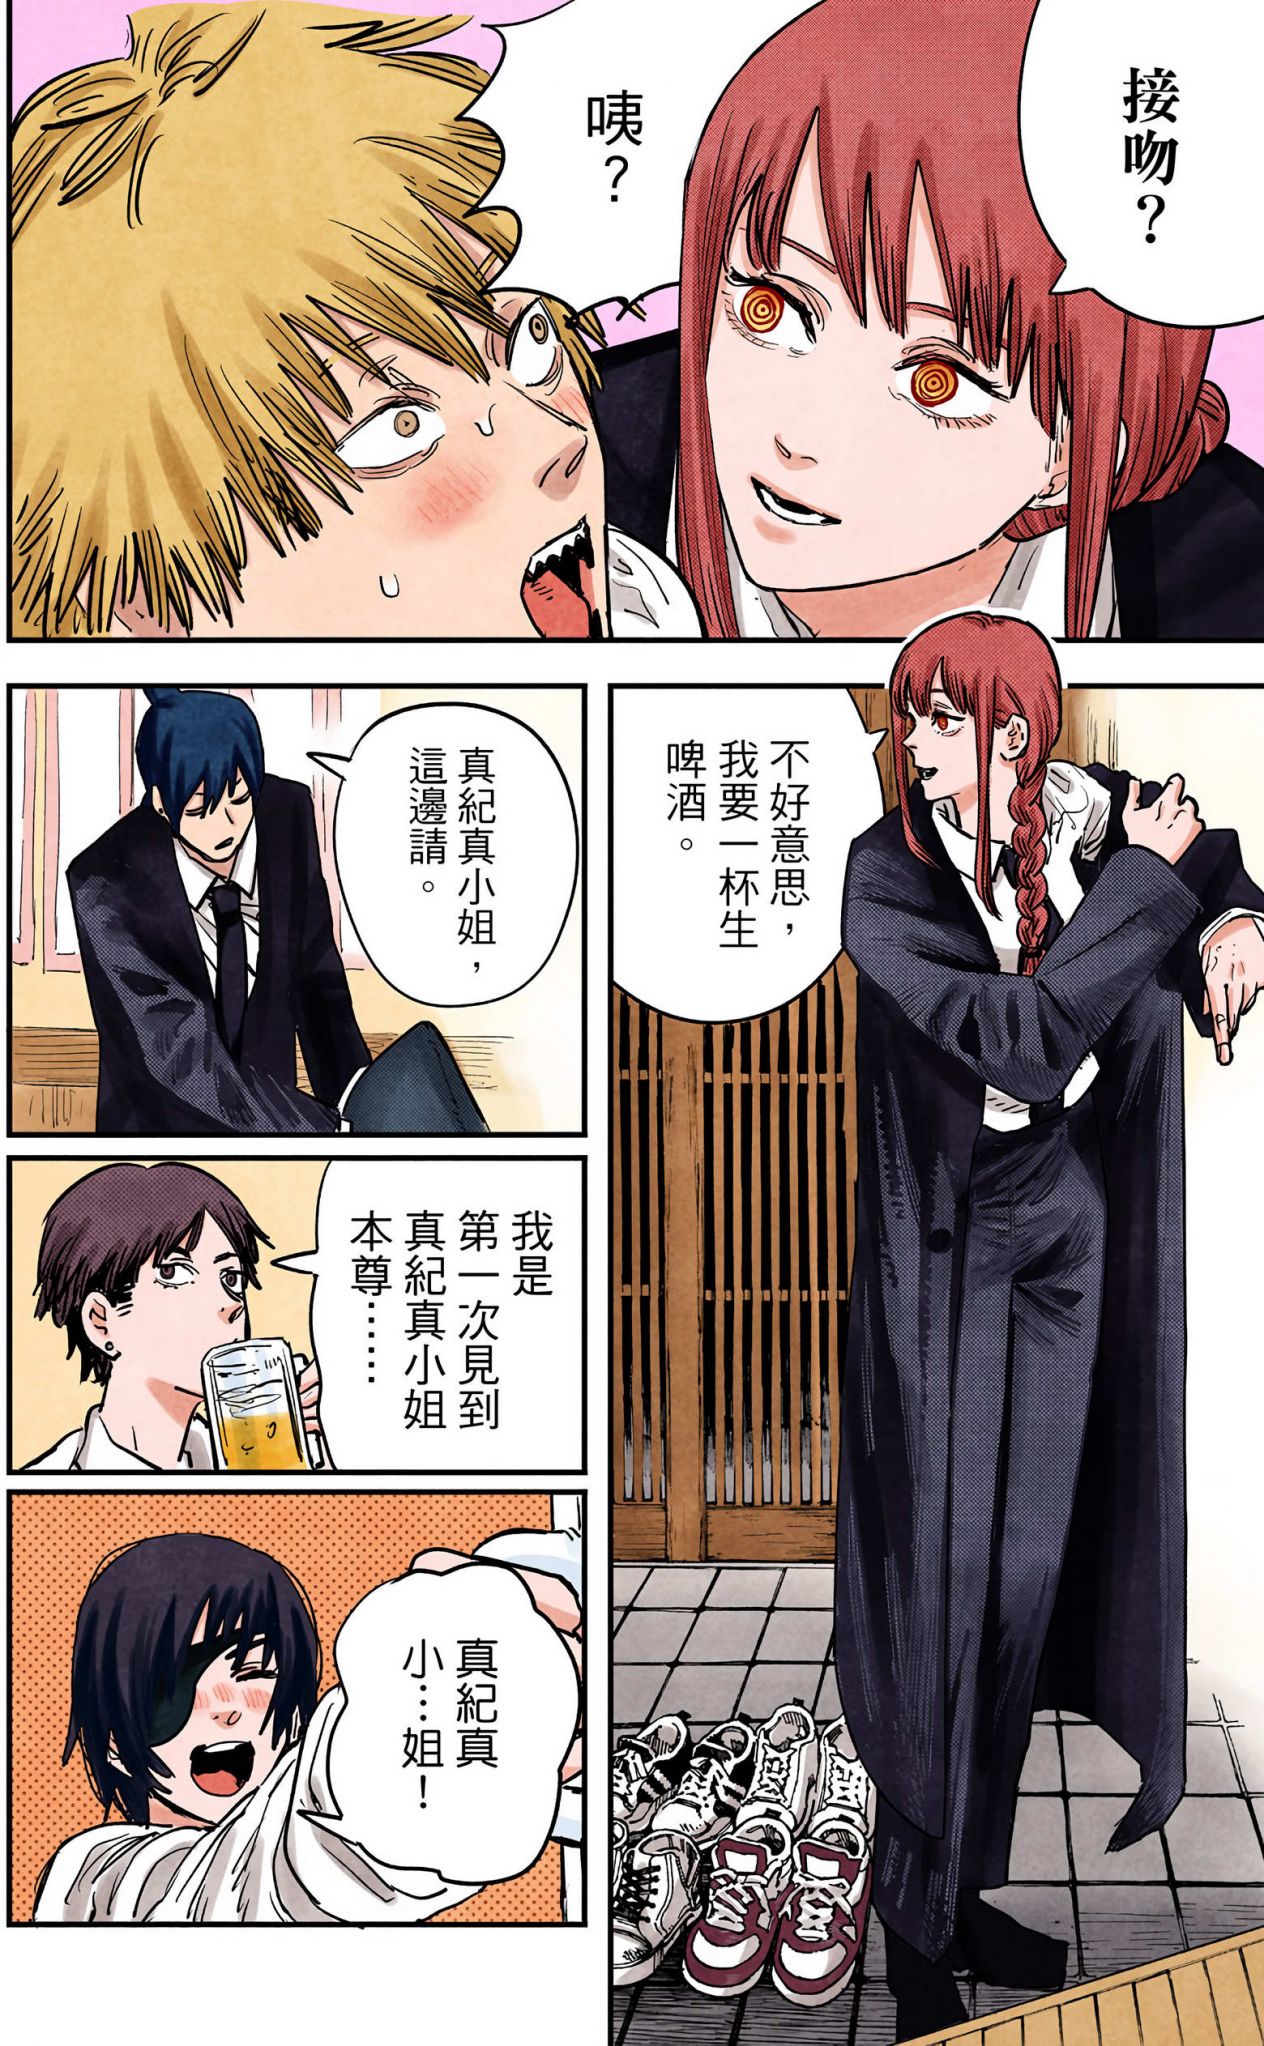 接吻？
咦？
不好意思，
我要一杯生
啤酒。
真紀真小姐，
這邊請。
我是
第一次見到
真紀真小姐
本尊……
真紀真
小…姐！